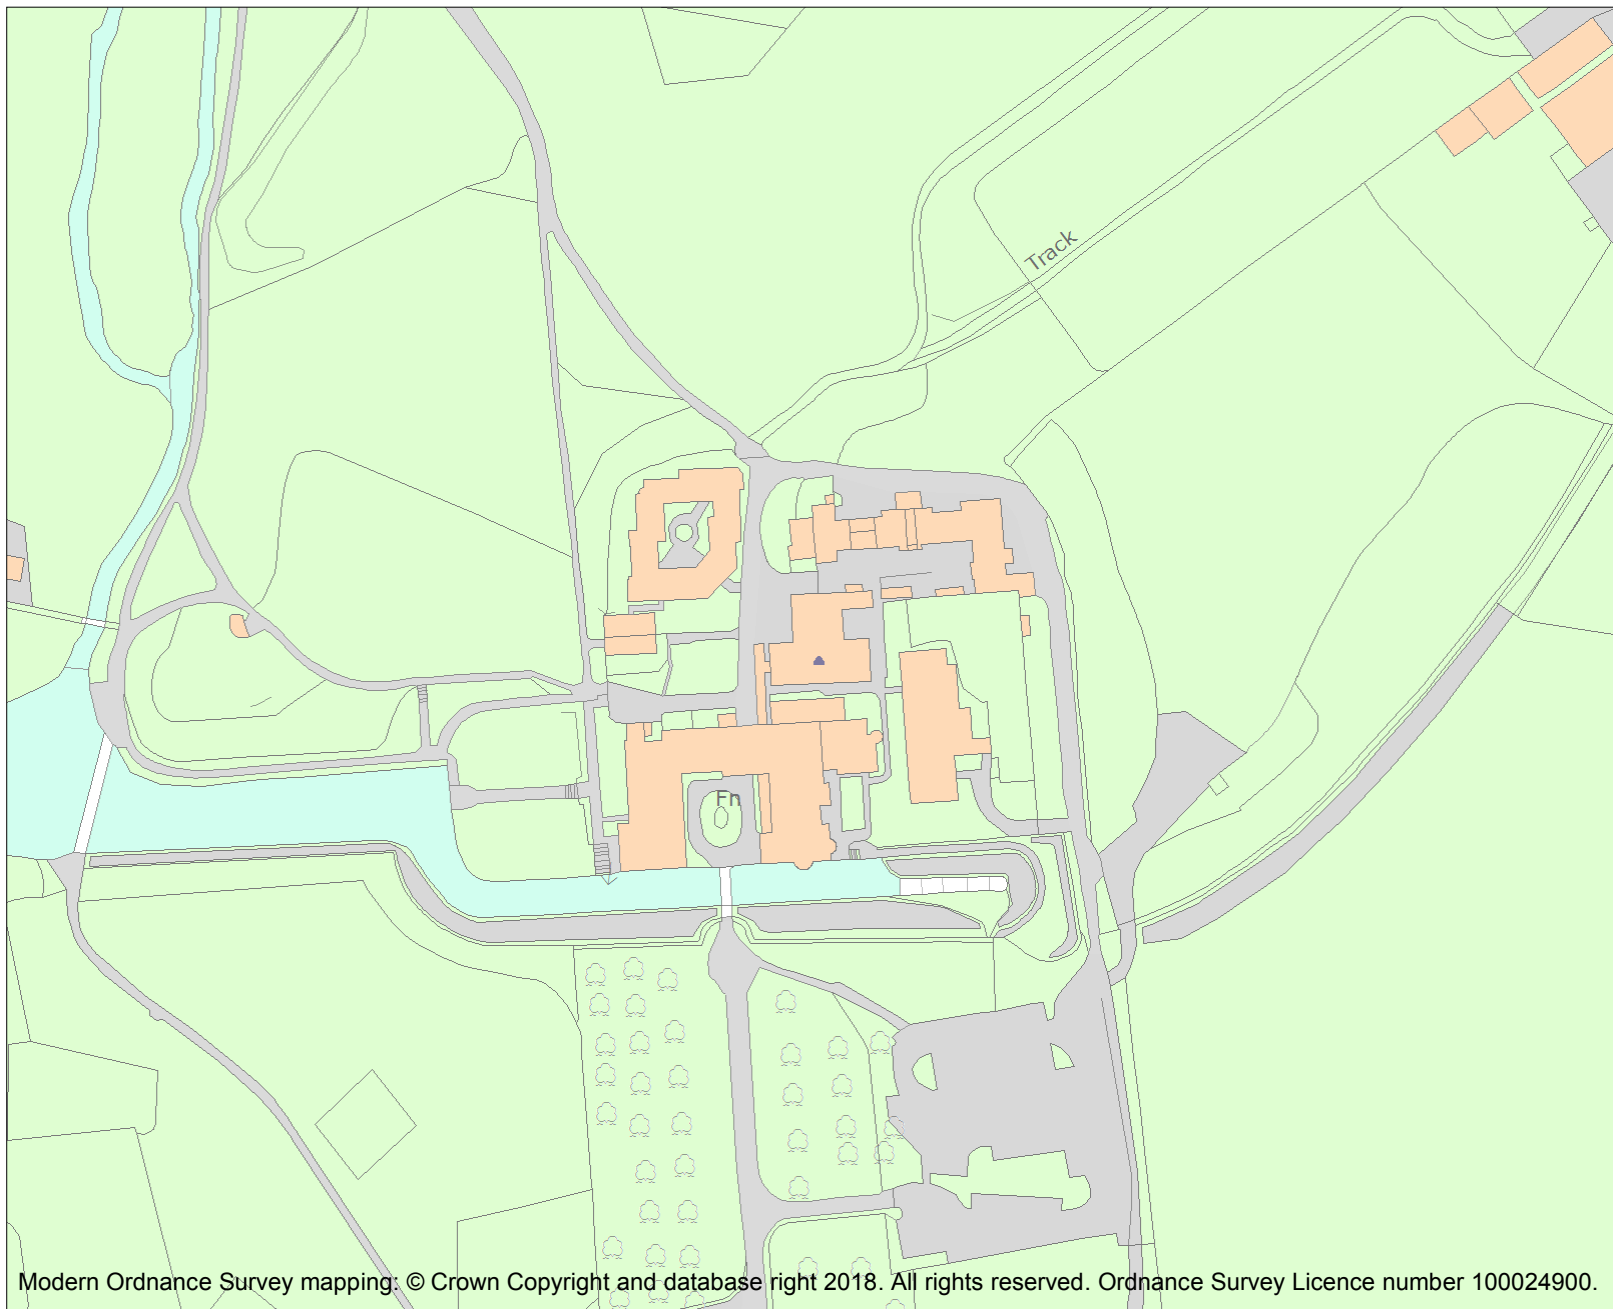 Track
Fn
Modern Ordnance Survey mapping: © Crown Copyright and database right 2018. All rights reserved. Ordnance Survey Licence number 100024900.